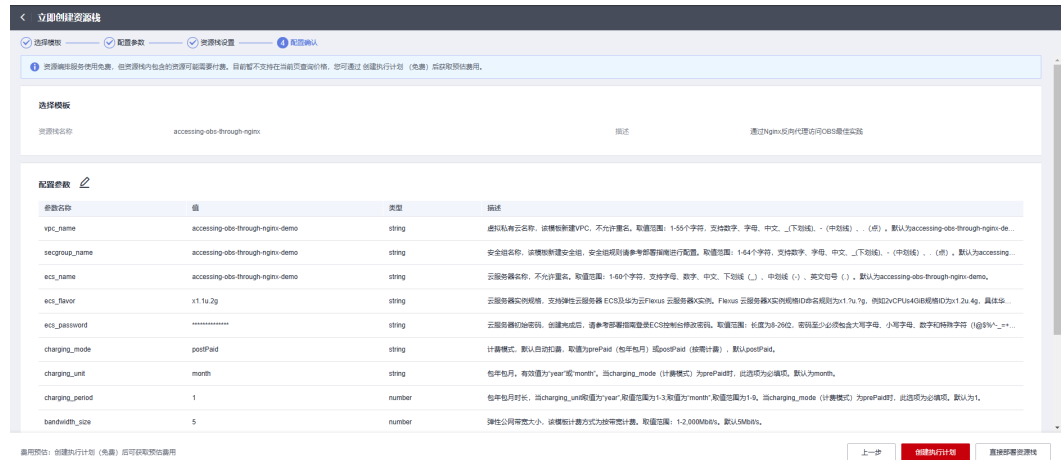 立即创建资源栈
选择模板
配置参数
资源栈设置
4 配置确认
资源编排服务使用免费，但资源栈内包含的资源可能需要付费。目前暂不支持在当前页查询价格，您可通过 创建执行计划 （免费）后获取预估费用。
选择模板
资源栈名称 accessing-obs-through-nginx 描述 通过Nginx反向代理访问OBS最佳实践
配置参数
参数名称 值 类型 描述
vpc_name accessing-obs-through-nginx-demo string 虚拟私有云名称，该模板新建VPC，不允许重名。取值范围：1-55个字符，支持数字、字母、中文、_(下划线)、-（中划线）、.（点）。默认为accessing-obs-through-nginx-de...
secgroup_name accessing-obs-through-nginx-demo string 安全组名称，该模板新建安全组，安全组规则请参考部署指南进行配置。取值范围：1-64个字符，支持数字、字母、中文、_(下划线)、-（中划线）、.（点）。默认为accessing...
ecs_name accessing-obs-through-nginx-demo string 云服务器名称，不允许重名。取值范围：1-60个字符，支持字母、数字、中文、下划线（_）、中划线（-）、英文句号（.）。默认为accessing-obs-through-nginx-demo。
ecs_flavor x1.1u.2g string 云服务器实例规格，支持弹性云服务器 ECS及华为云Flexus 云服务器X实例。Flexus 云服务器X实例规格ID命名规则为x1.?u.?g，例如2vCPUs4GiB规格ID为x1.2u.4g，具体华...
ecs_password ************** string 云服务器初始密码，创建完成后，请参考部署指南登录ECS控制台修改密码。取值范围：长度为8-26位，密码至少必须包含大写字母、小写字母、数字和特殊字符（!@$%^-_=+...
charging_mode postPaid string 计费模式，默认自动扣费，取值为prePaid（包年包月）或postPaid（按需计费），默认postPaid。
charging_unit month string 包年包月。有效值为"year"或"month"。当charging_mode（计费模式）为prePaid时，此选项为必填项。默认为month。
charging_period 1 number 包年包月时长，当charging_unit取值为"year",取值范围为1-3,取值为"month",取值范围为1-9。当charging_mode（计费模式）为prePaid时，此选项为必填项。默认为1。
bandwidth_size 5 number 弹性公网带宽大小，该模板计费方式为按带宽计费。取值范围：1-2,000Mbit/s。默认5Mbit/s。
费用预估：创建执行计划（免费）后可获取预估费用 上一步 创建执行计划 直接部署资源栈